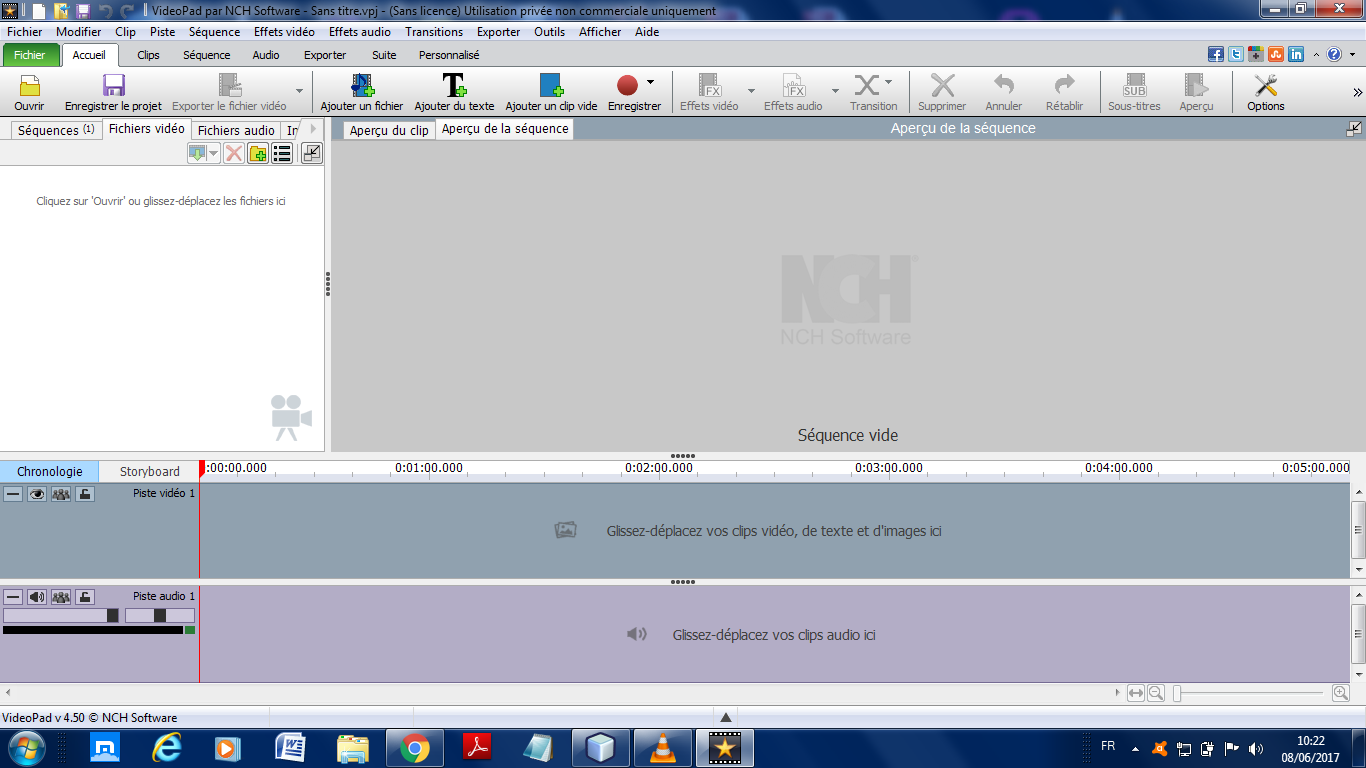 VideoPad par NCH Software - Sans titre.vpj - (Sans licence) Utilisation privée non commerciale uniquement
Fichier Modifier Clip Piste Séquence Effets vidéo Effets audio Transitions Exporter Outils Afficher Aide
Fichier Accueil Clips Séquence Audio Exporter Suite Personnalisé
Ouvrir Enregistrer le projet Exporter le fichier vidéo Ajouter un fichier Ajouter du texte Ajouter un clip vide Enregistrer Effets vidéo Effets audio Transition Supprimer Annuler Rétablir Sous-titres Aperçu Options
Séquences (1) Fichiers vidéo Fichiers audio
Aperçu du clip Aperçu de la séquence Aperçu de la séquence
Cliquez sur 'Ouvrir' ou glissez-déplacez les fichiers ici
NCH
NCH Software
Séquence vide
Chronologie Storyboard :00:00.000 0:01:00.000 0:02:00.000 0:03:00.000 0:04:00.000 0:05:00.000
Piste vidéo 1
Glissez-déplacez vos clips vidéo, de texte et d'images ici
Piste audio 1
Glissez-déplacez vos clips audio ici
VideoPad v 4.50 © NCH Software
FR 10:22
08/06/2017